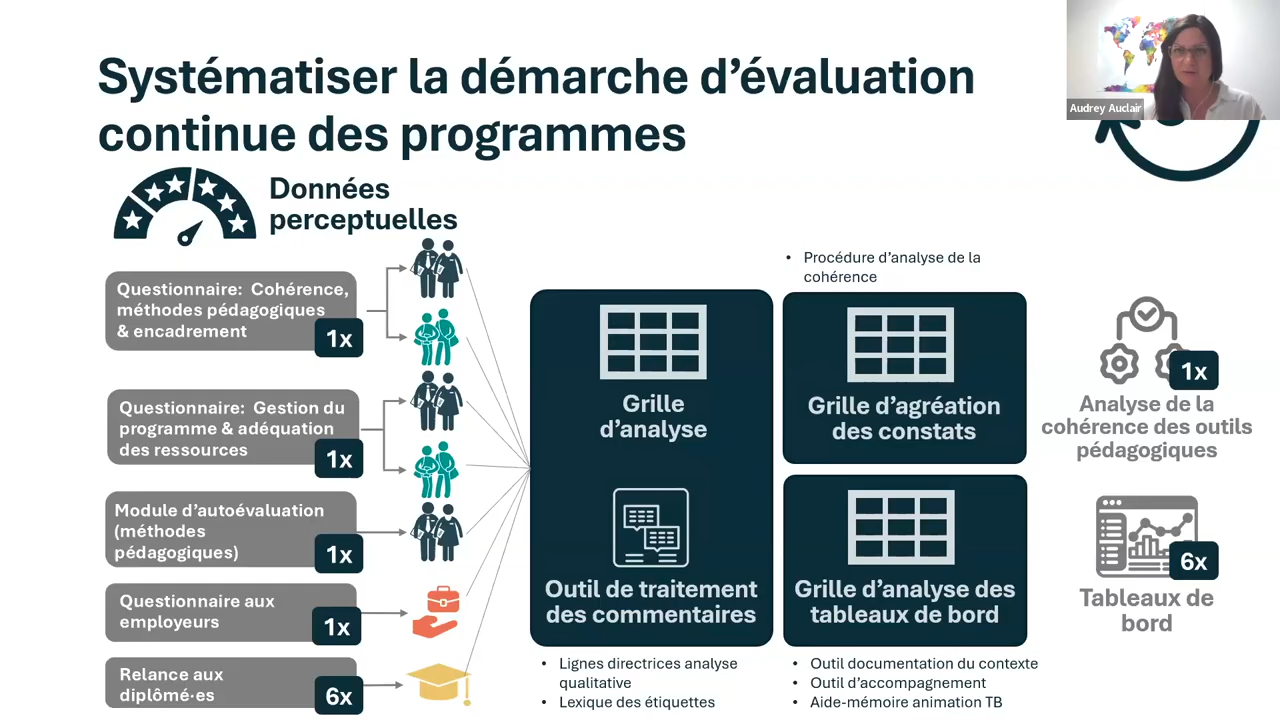 Systématiser la démarche d’évaluation
continue des programmes
Audrey Auclair
Données
perceptuelles
Questionnaire: Cohérence,
méthodes pédagogiques
& encadrement
1x
Questionnaire: Gestion du
programme & adéquation
des ressources
1x
Module d’autoévaluation
(méthodes
pédagogiques)
1x
Questionnaire aux
employeurs
1x
Relance aux
diplômé·es
6x
Grille
d’analyse
Outil de traitement
des commentaires
• Lignes directrices analyse
qualitative
• Lexique des étiquettes
• Procédure d’analyse de la
cohérence
Grille d’agréation
des constats
Grille d’analyse des
tableaux de bord
• Outil documentation du contexte
• Outil d’accompagnement
• Aide-mémoire animation TB
1x
Analyse de la
cohérence des outils
pédagogiques
6x
Tableaux de
bord